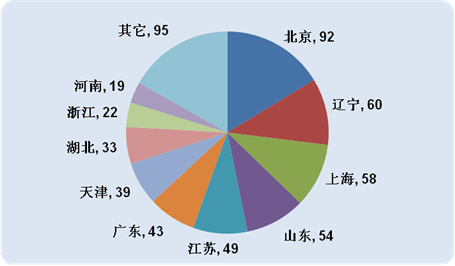 北京, 92
辽宁, 60
上海, 58
山东, 54
江苏, 49
广东, 43
天津, 39
湖北, 33
浙江, 22
河南, 19
其它, 95